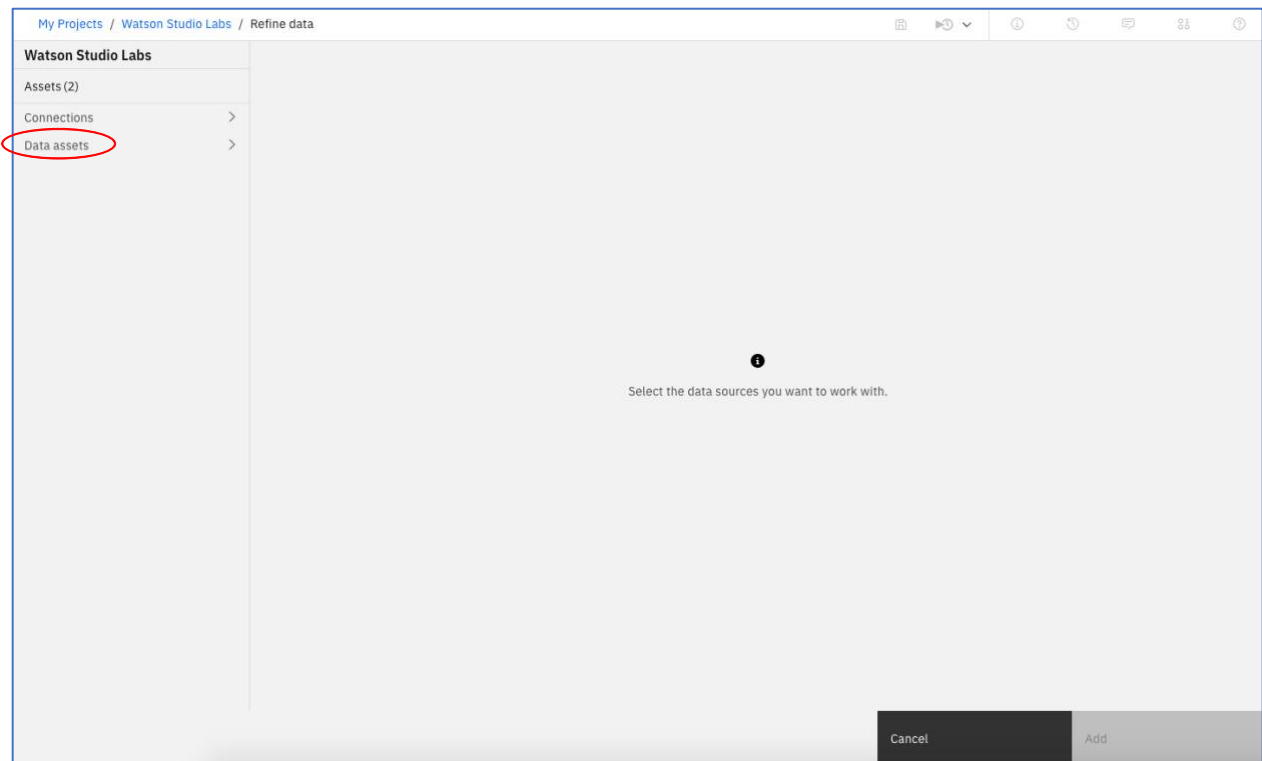 My Projects / Watson Studio Labs / Refine data
Watson Studio Labs
Assets (2)
Connections
Data assets
Select the data sources you want to work with.
Cancel
Add